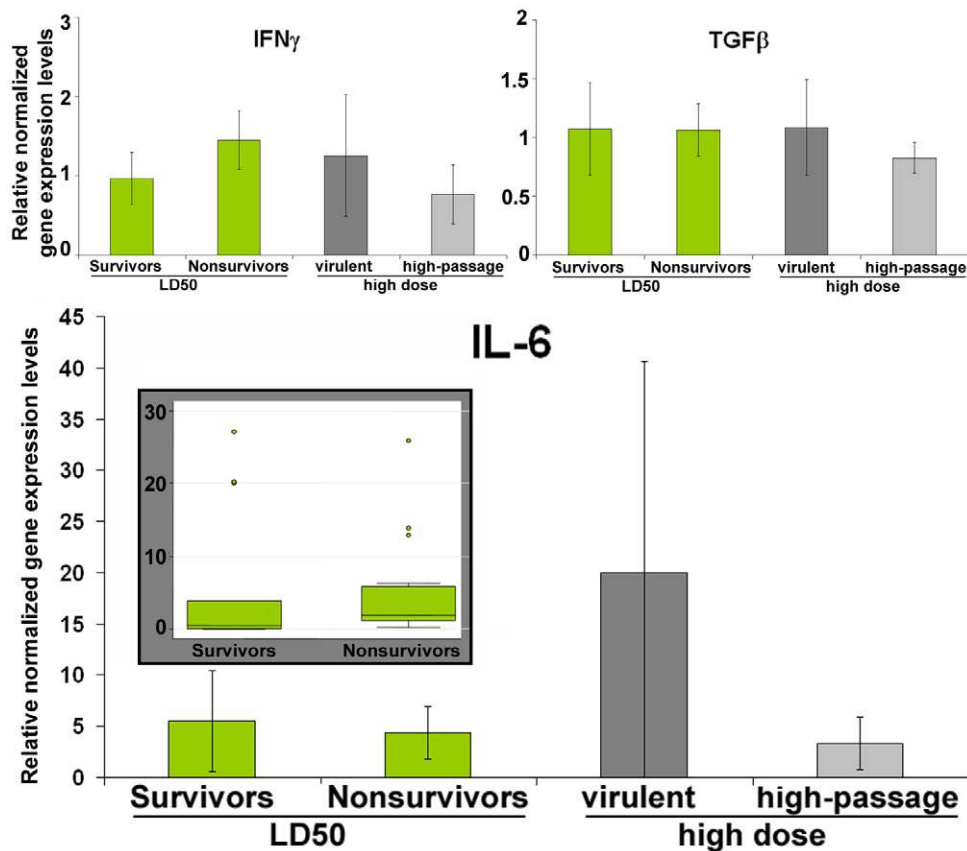 Relative normalized
gene expression levels
IFNγ
3
2
1
0
Survivors Nonsurvivors virulent high-passage
LD50 high dose
TGFβ
2
1.5
1
0.5
0
Survivors Nonsurvivors virulent high-passage
LD50 high dose
Relative normalized gene expression levels
IL-6
45
40
35
30
25
20
15
10
5
0
30
20
10
0
Survivors Nonsurvivors
Survivors Nonsurvivors virulent high-passage
LD50 high dose